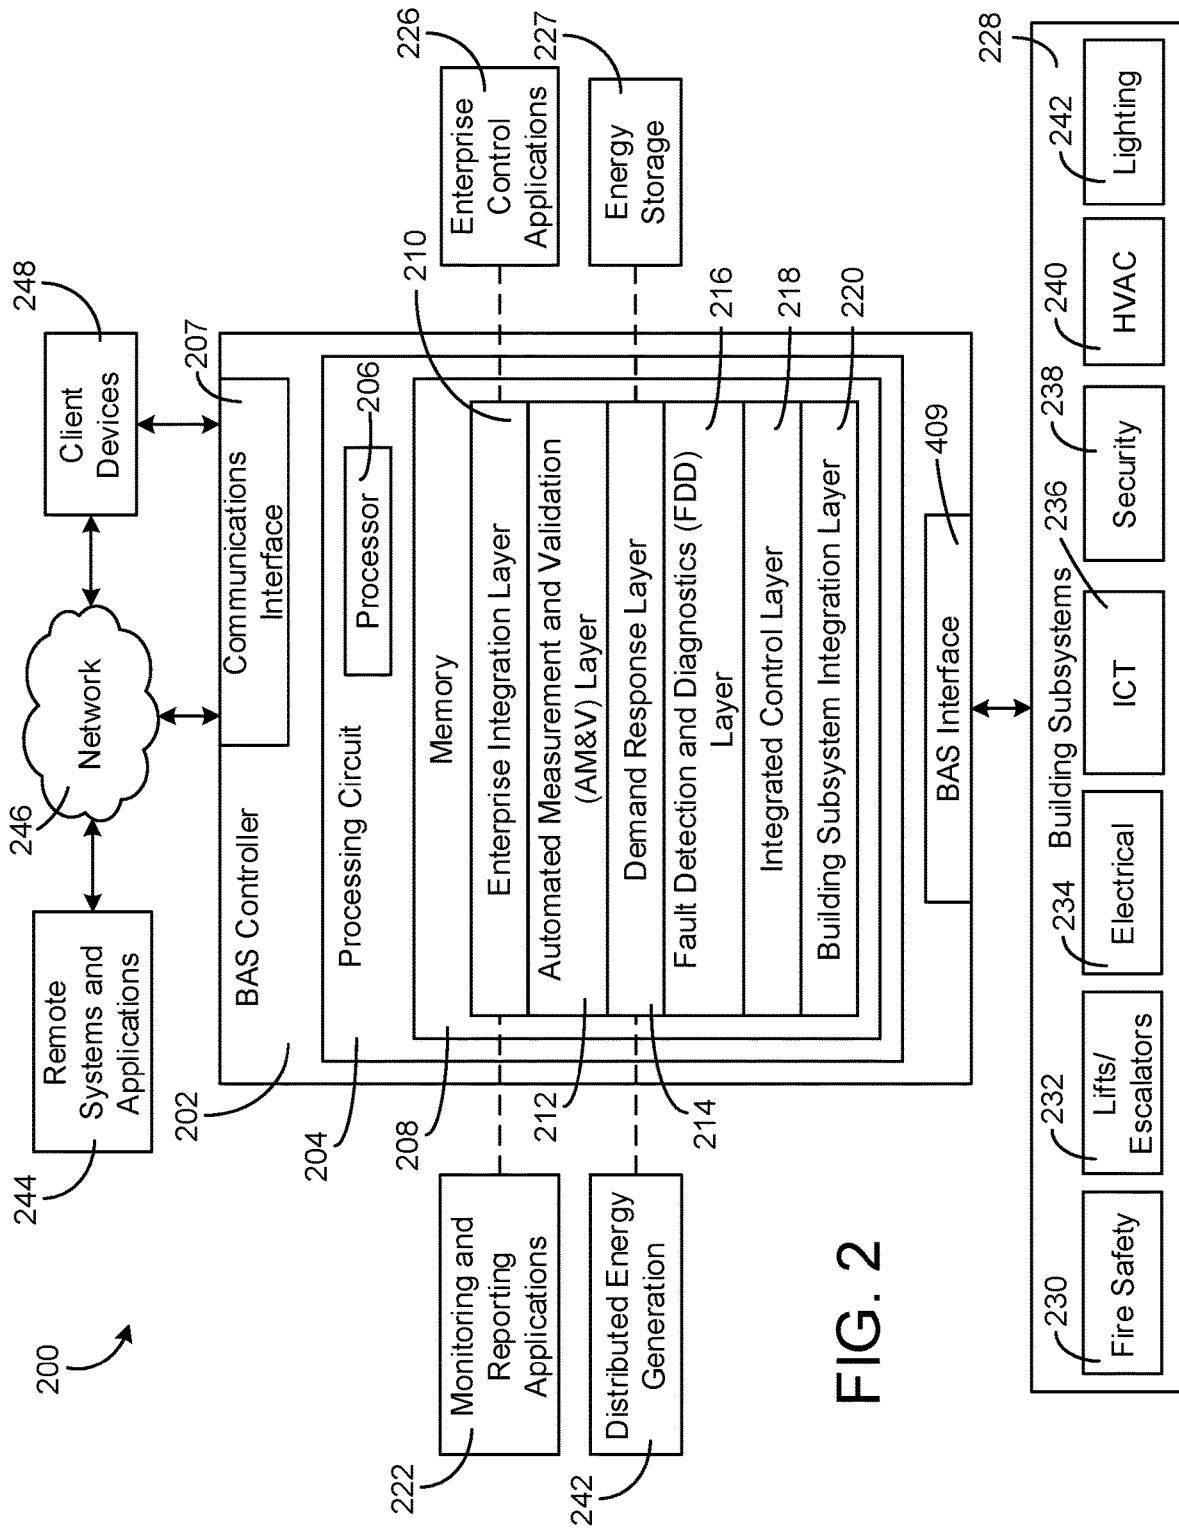 200
244
Remote
Systems and
Applications
246
Network
248
Client
Devices
202
BAS Controller
Communications
Interface
207
204
Processing Circuit
Processor
206
208
Memory
222
Monitoring and
Reporting
Applications
Enterprise Integration Layer
210
Enterprise
Control
Applications
226
212
Automated Measurement and Validation
(AM&V) Layer
242
Distributed Energy
Generation
214
Demand Response Layer
Energy
Storage
227
Fault Detection and Diagnostics (FDD)
Layer
216
Integrated Control Layer
218
Building Subsystem Integration Layer
220
BAS Interface
409
Building Subsystems
228
230
Fire Safety
232
Lifts/
Escalators
234
Electrical
236
ICT
238
Security
240
HVAC
242
Lighting
FIG. 2